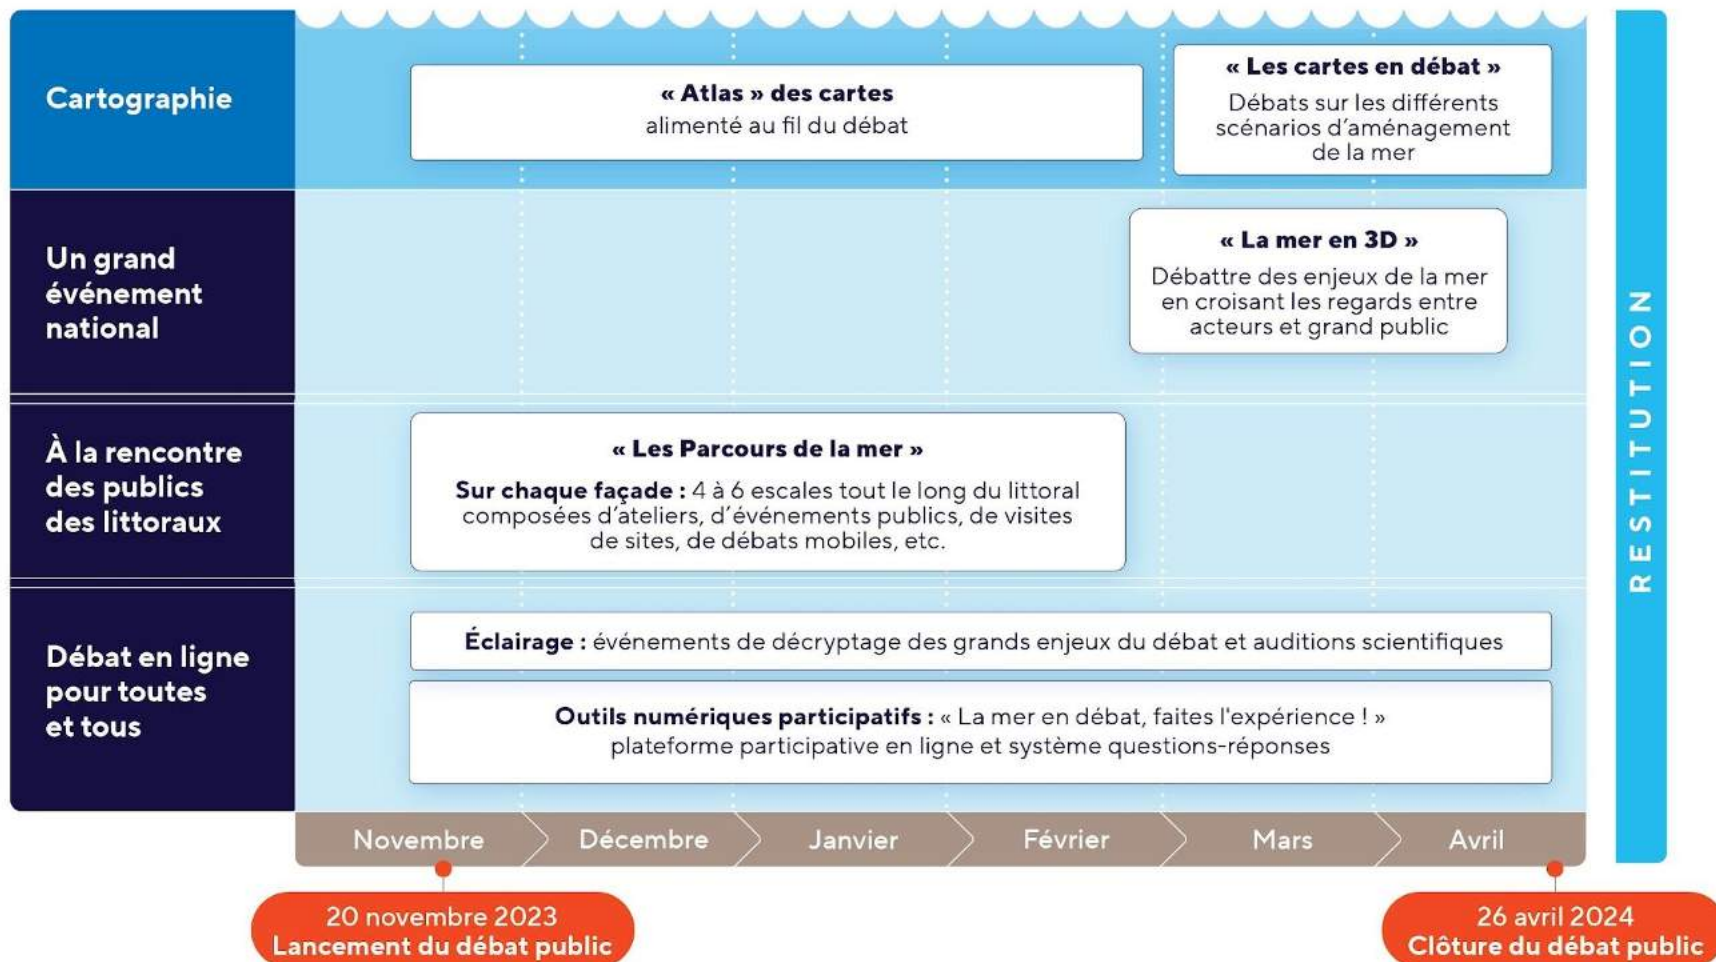 Cartographie
« Atlas » des cartes
alimenté au fil du débat
« Les cartes en débat »
Débats sur les différents
scénarios d’aménagement
de la mer
Un grand
événement
national
« La mer en 3D »
Débattre des enjeux de la mer
en croisant les regards entre
acteurs et grand public
À la rencontre
des publics
des littoraux
« Les Parcours de la mer »
Sur chaque façade : 4 à 6 escales tout le long du littoral
composées d’ateliers, d’événements publics, de visites
de sites, de débats mobiles, etc.
Débat en ligne
pour toutes
et tous
Éclairage : événements de décryptage des grands enjeux du débat et auditions scientifiques
Outils numériques participatifs : « La mer en débat, faites l'expérience ! »
plateforme participative en ligne et système questions-réponses
RESTITUTION
Novembre
Décembre
Janvier
Février
Mars
Avril
20 novembre 2023
Lancement du débat public
26 avril 2024
Clôture du débat public